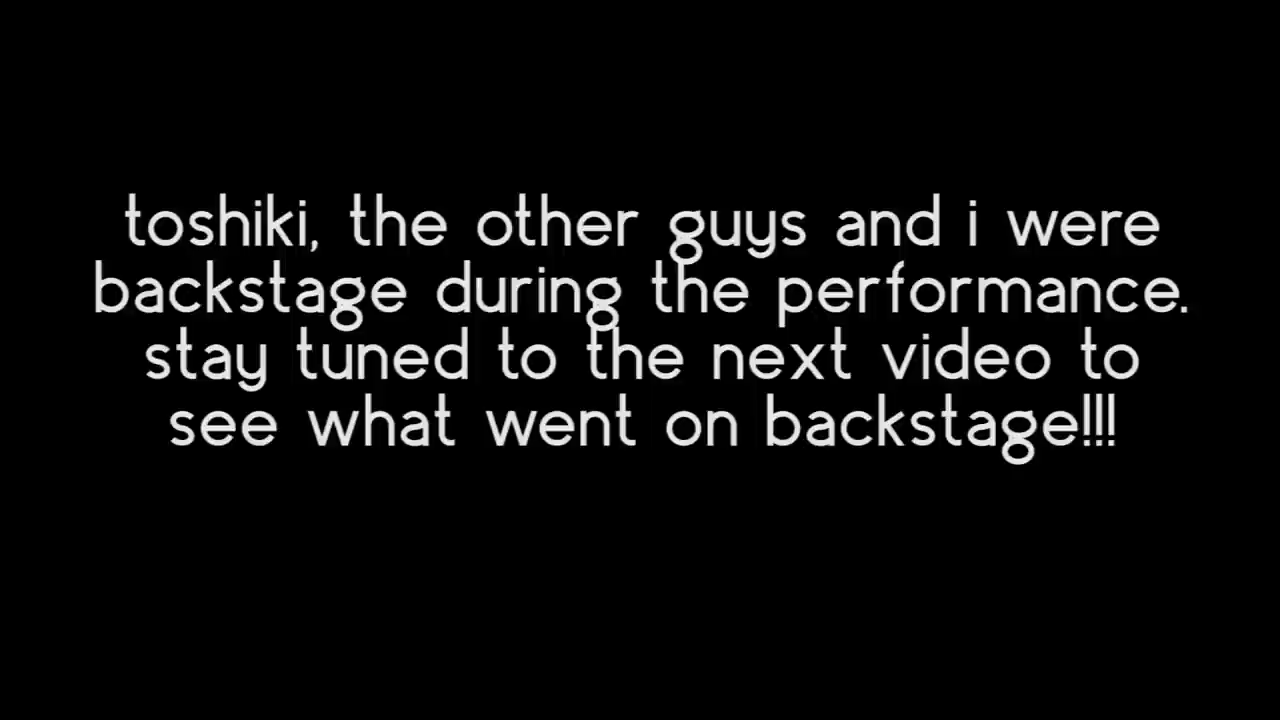 toshiki, the other guys and i were
backstage during the performance.
stay tuned to the next video to
see what went on backstage!!!